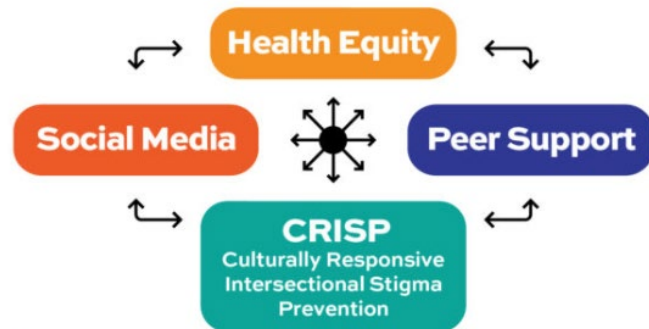 Health Equity
Social Media
Peer Support
CRISP
Culturally Responsive
Intersectional Stigma
Prevention